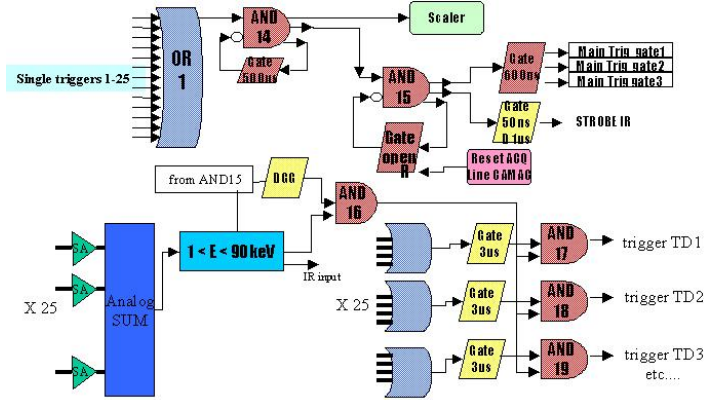 AND
14
Scaler
OR
1
Gate
500us
Single triggers 1-25
AND
15
Gate
600ns
Main Trig gate1
Main Trig gate2
Main Trig gate3
Gate
50ns
D 1us
STROBE IR
Gate
open
R
Reset ACQ
Line CAMAC
from AND15
DGG
AND
16
1 < E < 90 keV
IR input
SA
SA
SA
X 25
Analog
SUM
X 25
Gate
3us
AND
17
trigger TD1
Gate
3us
AND
18
trigger TD2
Gate
3us
AND
19
trigger TD3
etc....